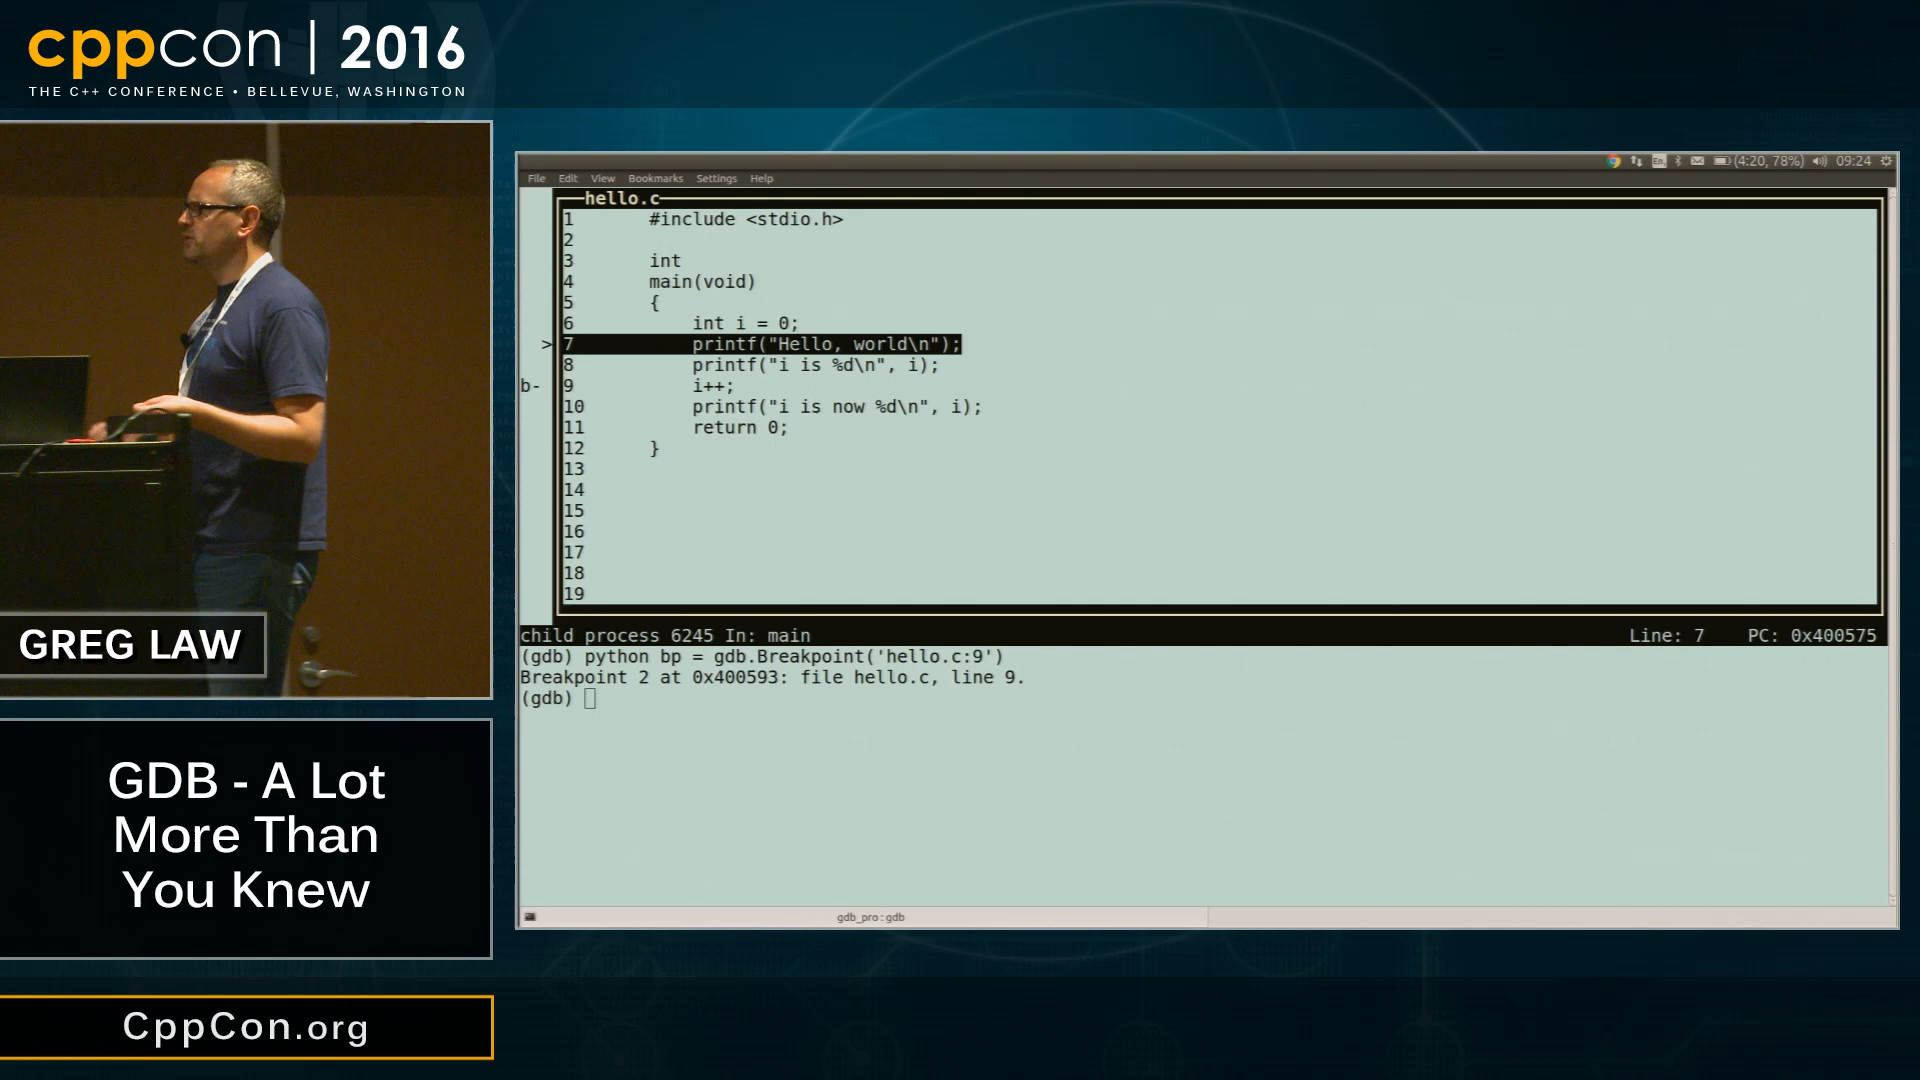 cppcon | 2016
THE C++ CONFERENCE • BELLEVUE, WASHINGTON
GREG LAW
GDB - A Lot
More Than
You Knew
CppCon.org
En (4:20, 78%) 09:24
File Edit View Bookmarks Settings Help
hello.c
1 #include <stdio.h>
2
3 int
4 main(void)
5 {
6 int i = 0;
> 7 printf("Hello, world\n");
8 printf("i is %d\n", i);
b- 9 i++;
10 printf("i is now %d\n", i);
11 return 0;
12 }
13
14
15
16
17
18
19
child process 6245 In: main Line: 7 PC: 0x400575
(gdb) python bp = gdb.Breakpoint('hello.c:9')
Breakpoint 2 at 0x400593: file hello.c, line 9.
(gdb)
gdb_pro : gdb